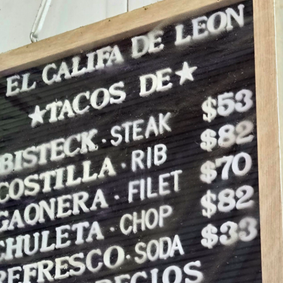 EL CALIFA DE LEON
★TACOS DE★
BISTECK · STEAK $53
COSTILLA · RIB $82
GAONERA · FILET $70
CHULETA · CHOP $82
REFRESCO · SODA $33